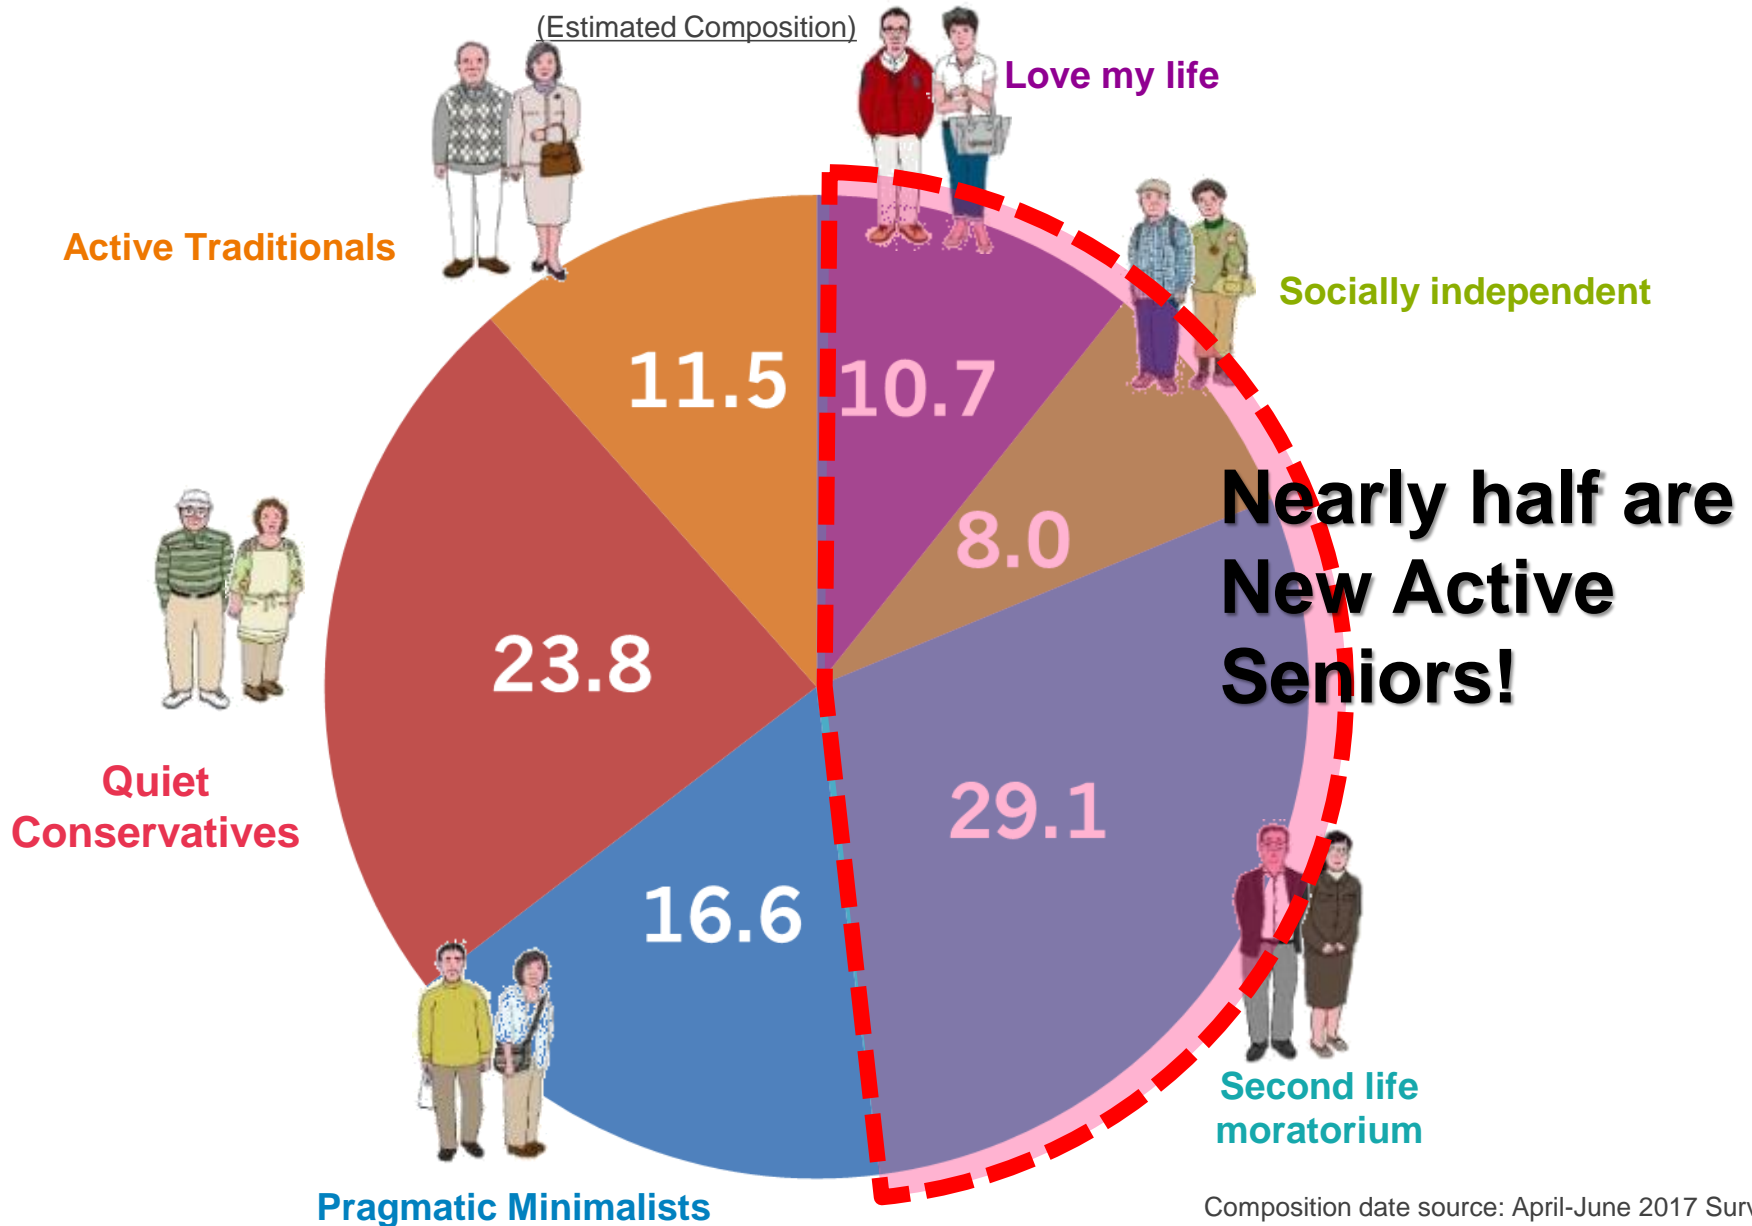 (Estimated Composition)
Love my life
Active Traditionals
Socially independent
11.5
10.7
Nearly half are
New Active
Seniors!
8.0
23.8
Quiet
Conservatives
29.1
16.6
Second life
moratorium
Pragmatic Minimalists
Composition date source: April-June 2017 Surv